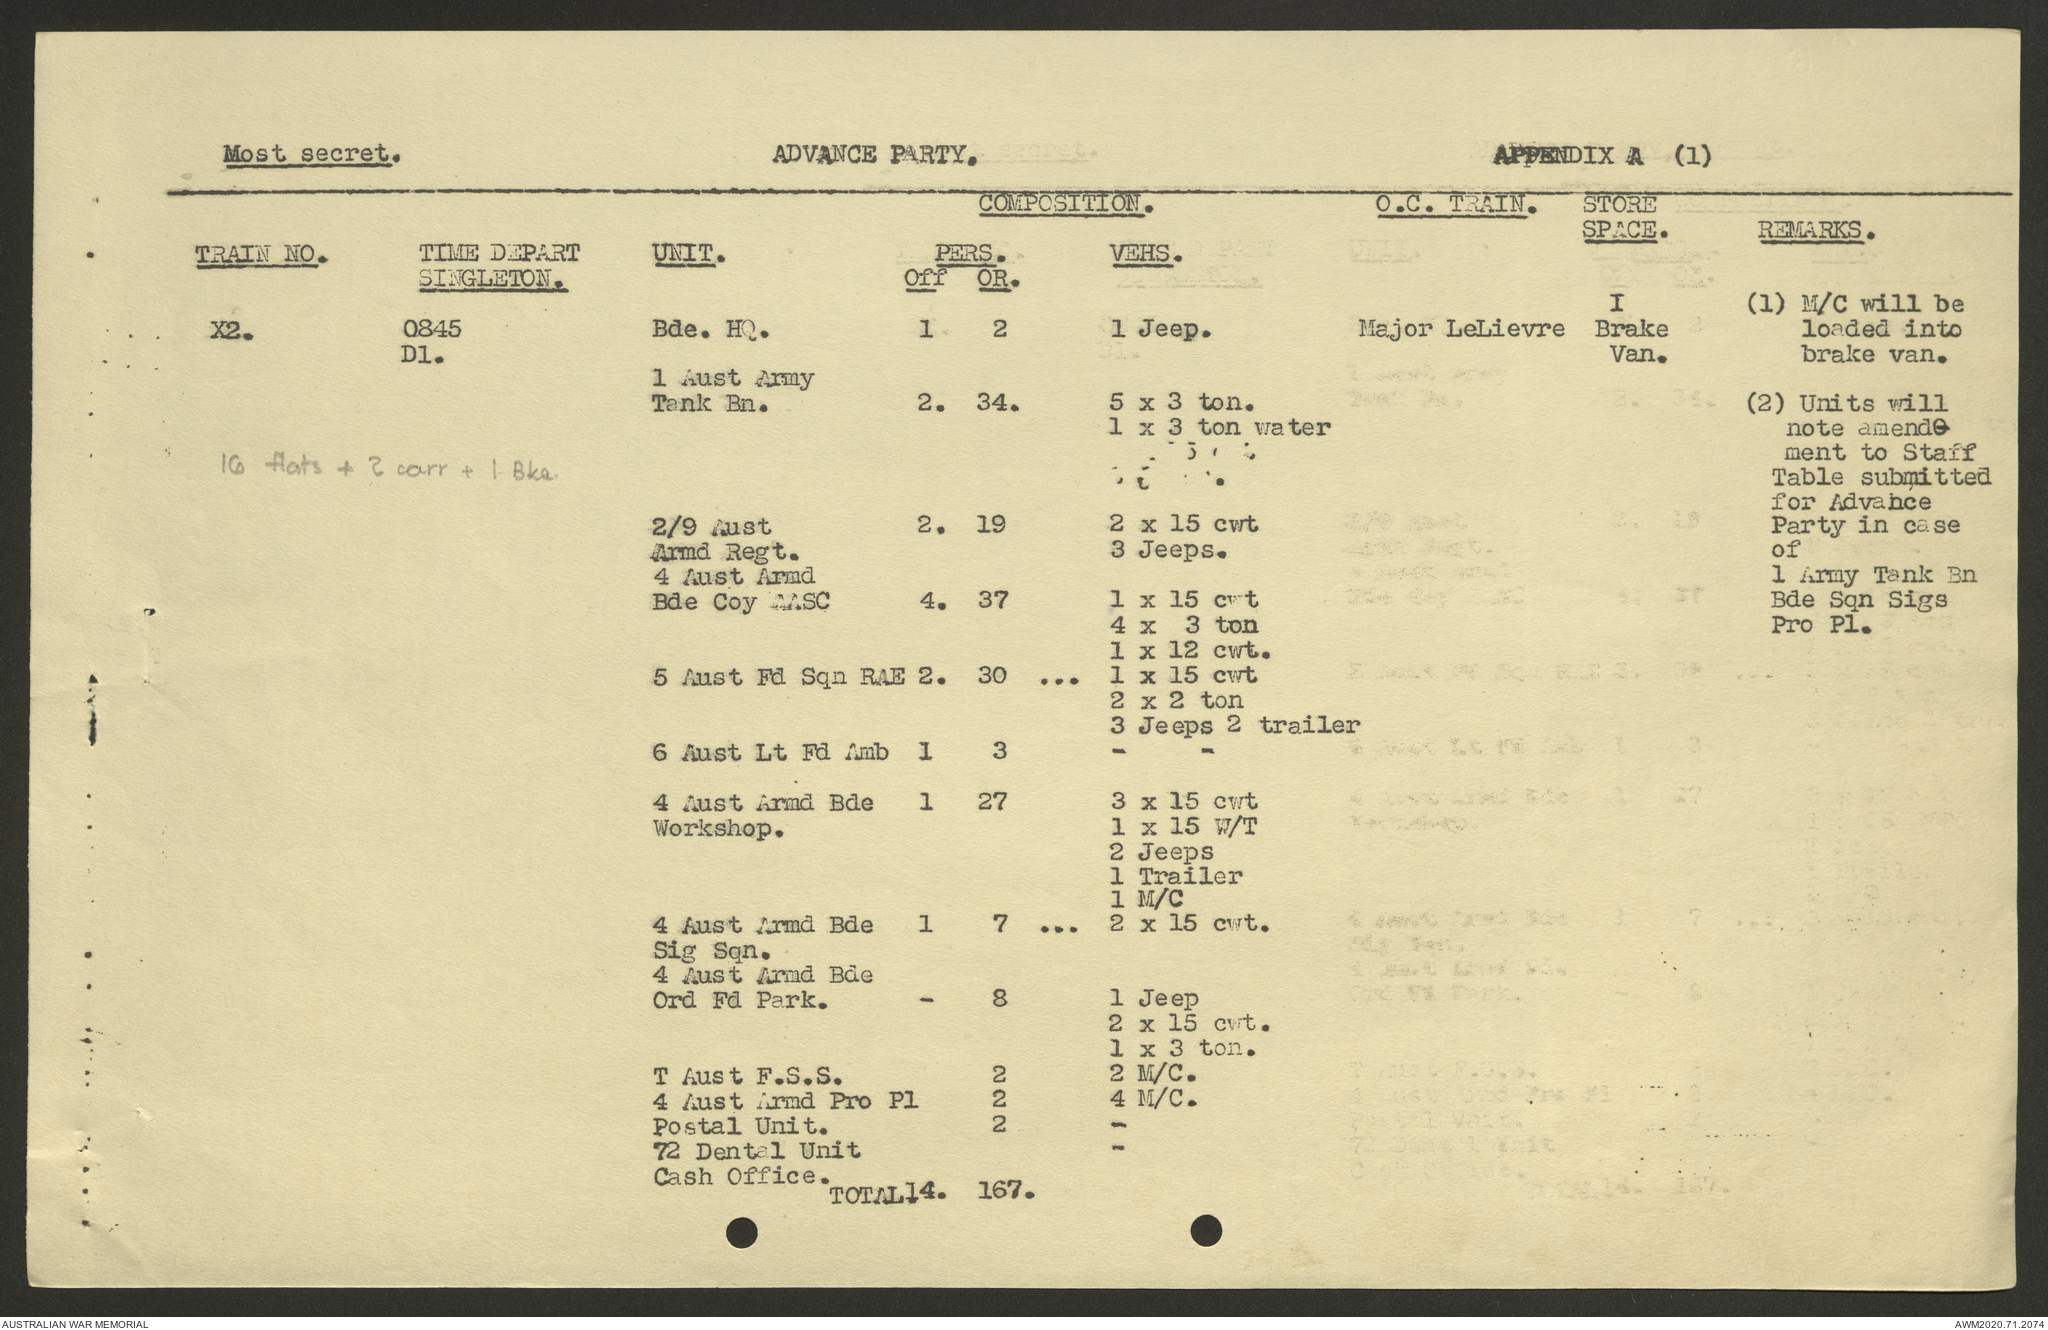 Most secret. ADVANCE PARTY. APPENDIX A (1)
COMPOSITION. O.C. TRAIN. STORE
SPACE. REMARKS.
TRAIN NO. TIME DEPART UNIT. PERS. VEHS.
SINGLETON. Off OR.
I (1) M/C will be
X2. 0845 Bde. HQ. 1 2 1 Jeep. Major LeLievre Brake loaded into
D1. Van. brake van.
1 Aust Army
Tank Bn. 2. 34. 5 x 3 ton. (2) Units will
1 x 3 ton water note amend
16 flats + 2 carr + 1 Bke. ment to Staff
Table submitted
for Advance
2/9 Aust 2. 19 2 x 15 cwt Party in case
Armd Regt. 3 Jeeps. of
4 Aust Armd 1 Army Tank Bn
Bde Coy AASC 4. 37 1 x 15 cwt Bde Sqn Sigs
4 x 3 ton Pro Pl.
1 x 12 cwt.
5 Aust Fd Sqn RAE 2. 30 ... 1 x 15 cwt
2 x 2 ton
3 Jeeps 2 trailer
6 Aust Lt Fd Amb 1 3 - -
4 Aust Armd Bde 1 27 3 x 15 cwt
Workshop. 1 x 15 W/T
2 Jeeps
1 Trailer
1 M/C
4 Aust Armd Bde 1 7 ... 2 x 15 cwt.
Sig Sqn.
4 Aust Armd Bde
Ord Fd Park. - 8 1 Jeep
2 x 15 cwt.
1 x 3 ton.
T Aust F.S.S. 2 2 M/C.
4 Aust Armd Pro Pl 2 4 M/C.
Postal Unit. 2 -
72 Dental Unit -
Cash Office.
TOTAL 14. 167.
AUSTRALIAN WAR MEMORIAL AWM2020.71.2074